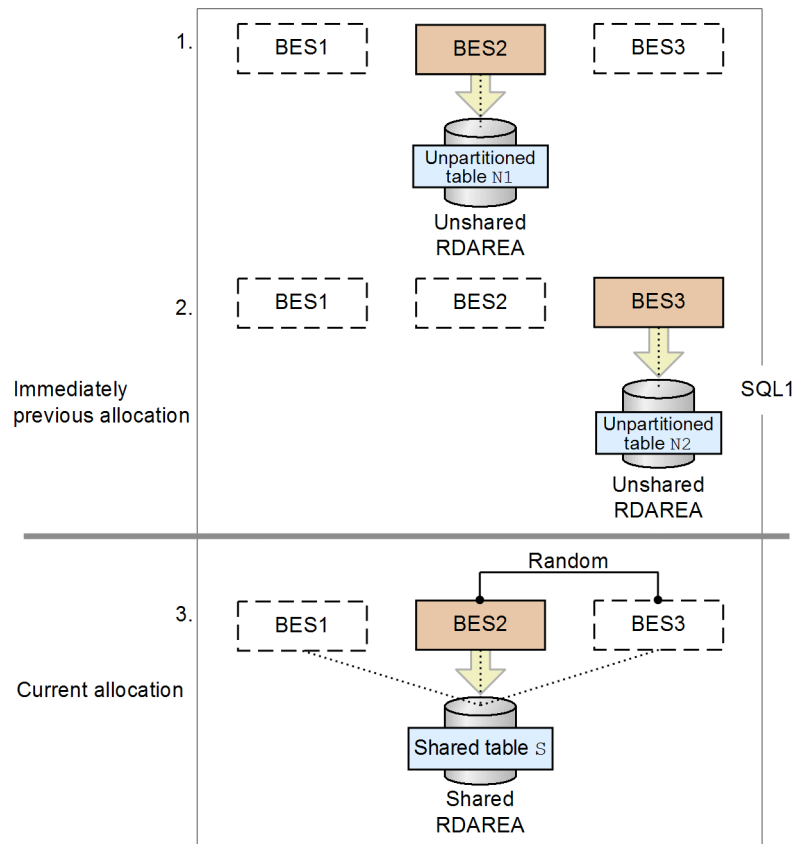 1.
BES1
BES2
BES3
Unpartitioned
table N1
Unshared
RDAREA
2.
BES1
BES2
BES3
Immediately
previous allocation
SQL1
Unpartitioned
table N2
Unshared
RDAREA
Random
3.
BES1
BES2
BES3
Current allocation
Shared table S
Shared
RDAREA